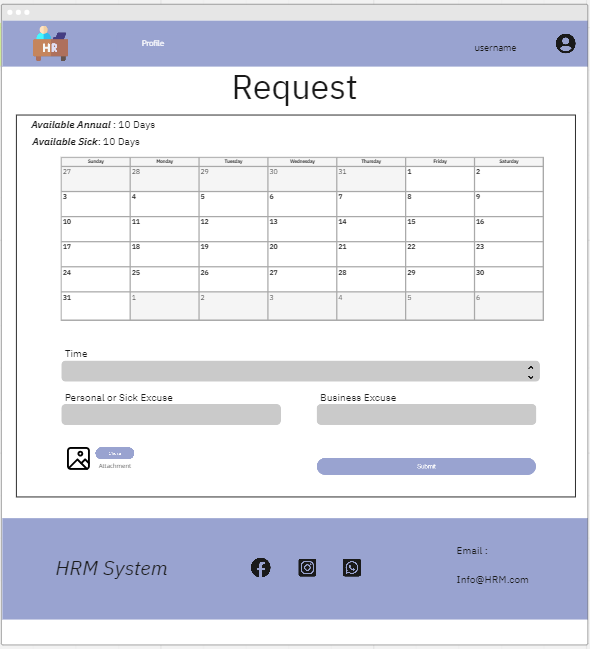 HR
Profile
username
Request
Available Annual : 10 Days
Available Sick: 10 Days
Sunday Monday Tuesday Wednesday Thursday Friday Saturday
27 28 29 30 31 1 2
3 4 5 6 7 8 9
10 11 12 13 14 15 16
17 18 19 20 21 22 23
24 25 26 27 28 29 30
31 1 2 3 4 5 6
Time
Personal or Sick Excuse Business Excuse
Attachment
Submit
HRM System
Email :
Info@HRM.com